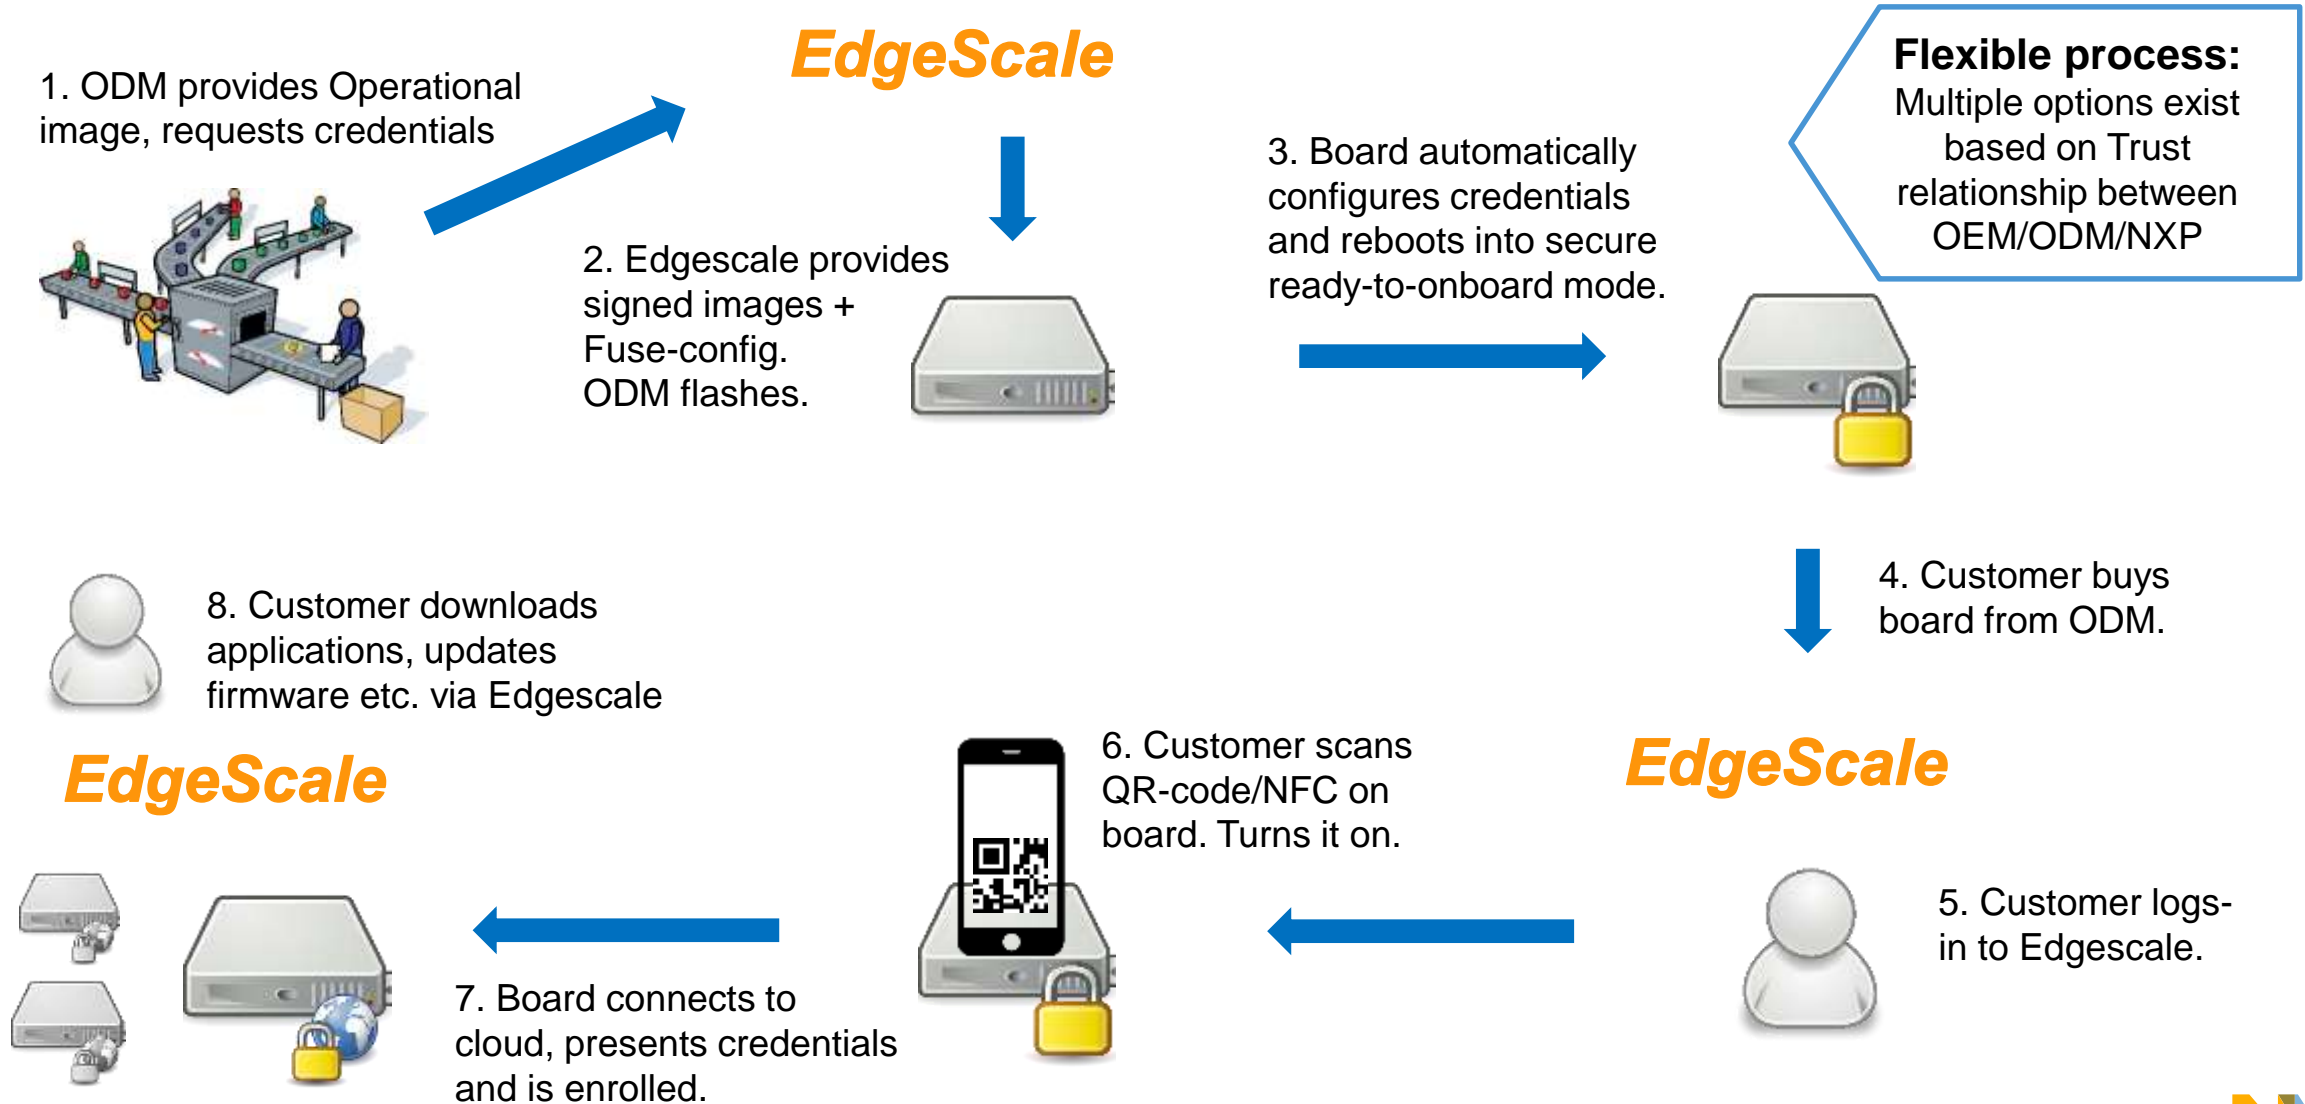 EdgeScale
1. ODM provides Operational
image, requests credentials
2. Edgescale provides
signed images +
Fuse-config.
ODM flashes.
3. Board automatically
configures credentials
and reboots into secure
ready-to-onboard mode.
Flexible process:
Multiple options exist
based on Trust
relationship between
OEM/ODM/NXP
4. Customer buys
board from ODM.
EdgeScale
5. Customer logs-
in to Edgescale.
6. Customer scans
QR-code/NFC on
board. Turns it on.
7. Board connects to
cloud, presents credentials
and is enrolled.
8. Customer downloads
applications, updates
firmware etc. via Edgescale
EdgeScale